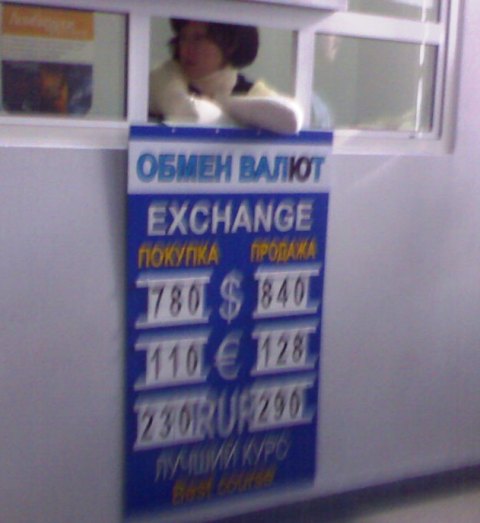 ОБМЕН ВАЛЮТ
EXCHANGE
ПОКУПКА ПРОДАЖА
780 $ 840
110 € 128
230 RUR 290
ЛУЧШИЙ КУРС
Best course